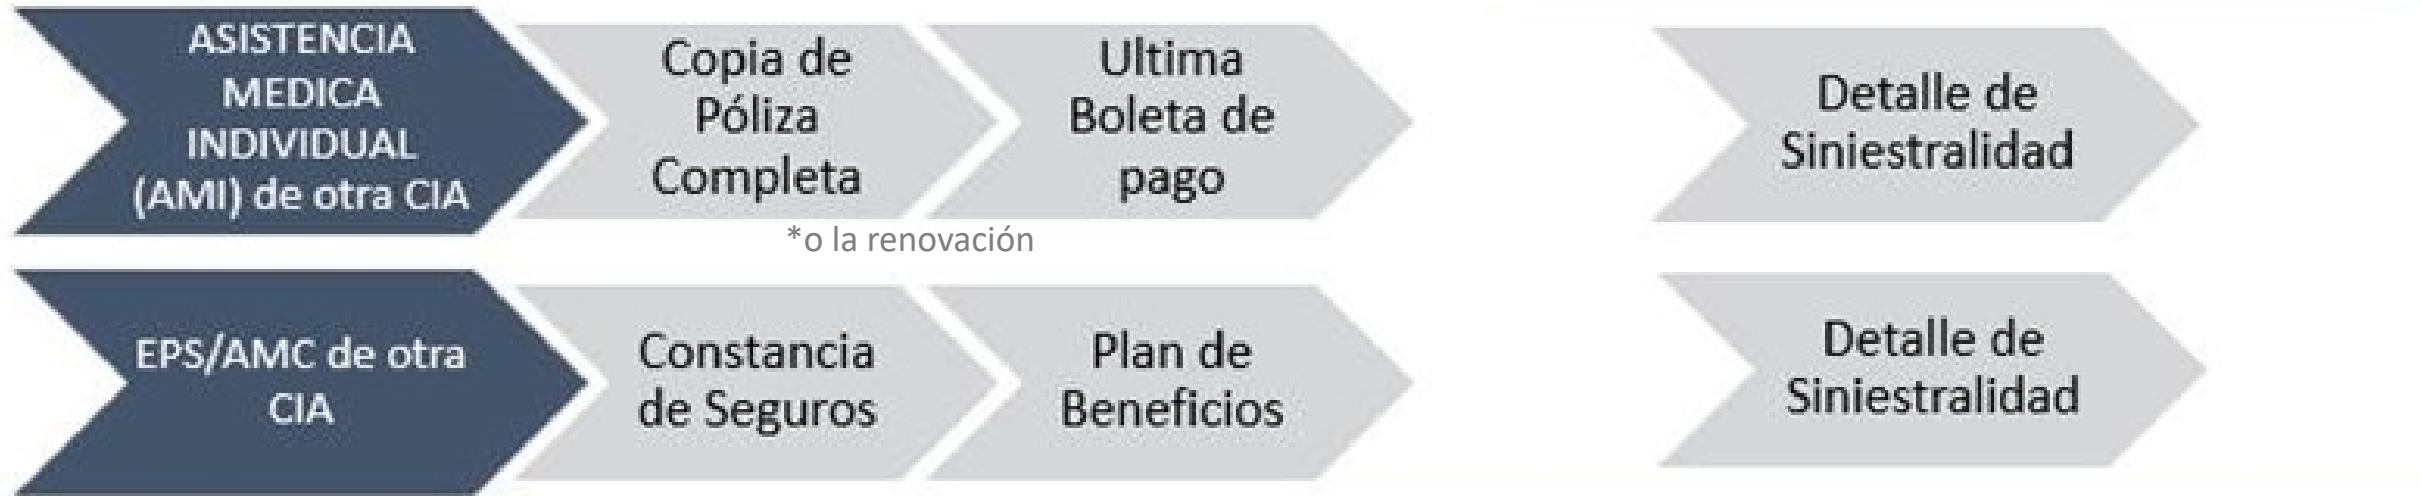 ASISTENCIA
MEDICA
INDIVIDUAL
(AMI) de otra CIA
Copia de
Póliza
Completa
Ultima
Boleta de
pago
Detalle de
Siniestralidad
*o la renovación
EPS/AMC de otra
CIA
Constancia
de Seguros
Plan de
Beneficios
Detalle de
Siniestralidad